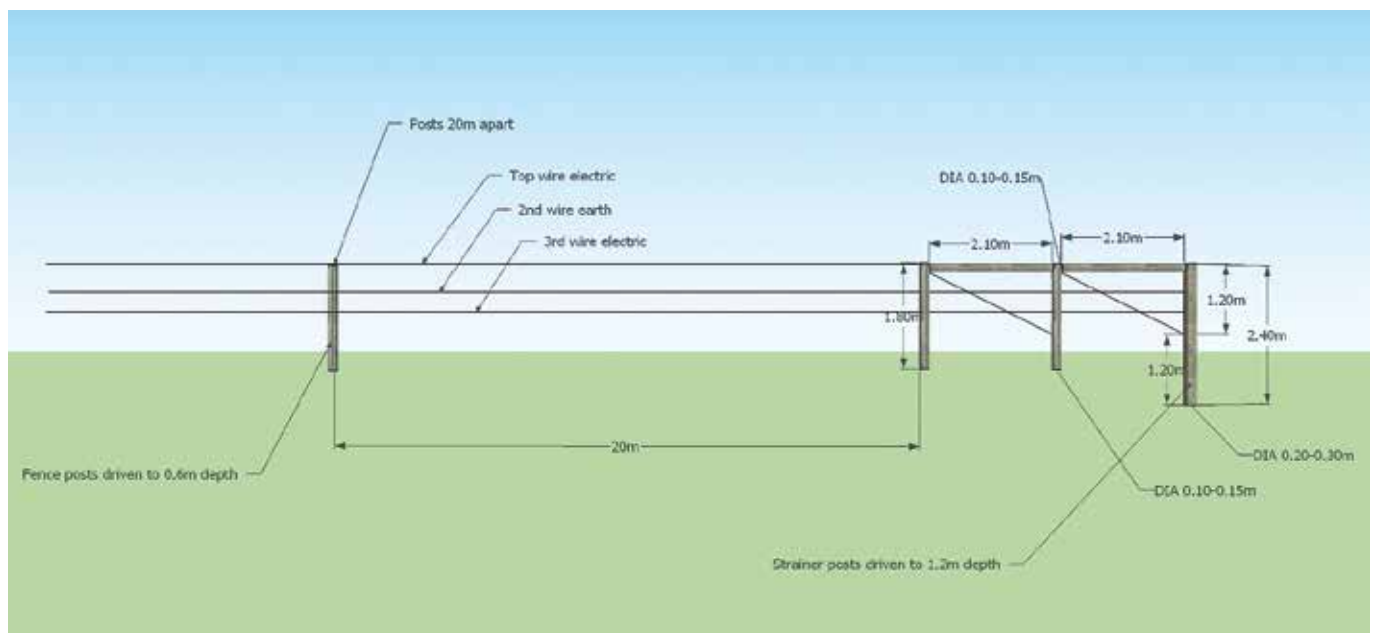 Posts 20m apart
Top wire electric
DIA 0.10-0.15m
2nd wire earth
3rd wire electric
2.10m
2.10m
1.20m
1.80m
2.40m
1.20m
20m
DIA 0.20-0.30m
Fence posts driven to 0.6m depth
DIA 0.10-0.15m
Strainer posts driven to 1.2m depth